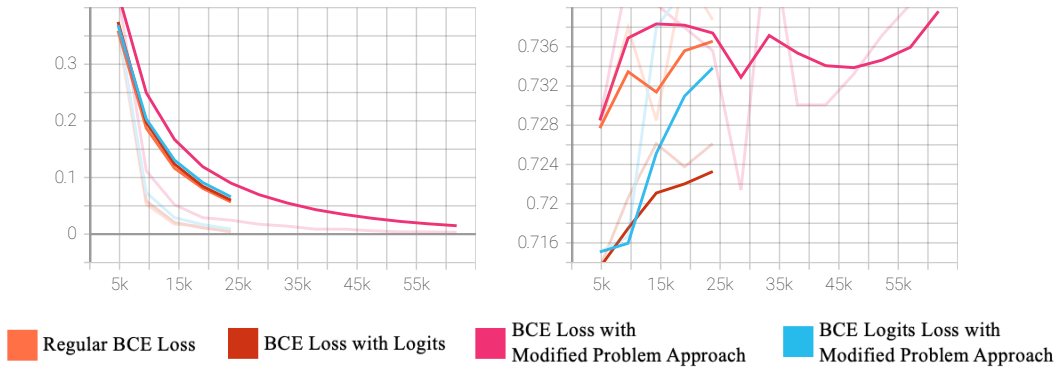 0.3
0.2
0.1
0
5k 15k 25k 35k 45k 55k
0.736
0.732
0.728
0.724
0.72
0.716
5k 15k 25k 35k 45k 55k
Regular BCE Loss
BCE Loss with Logits
BCE Loss with
Modified Problem Approach
BCE Logits Loss with
Modified Problem Approach